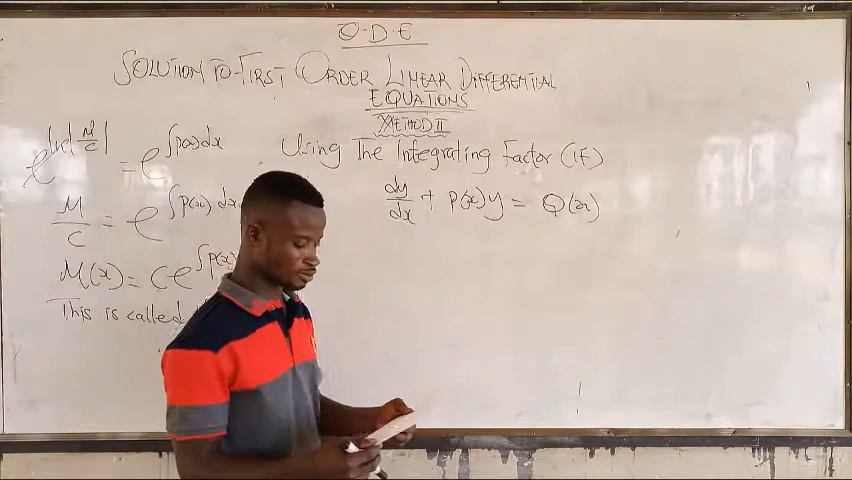 O.D.E
SOLUTION TO FIRST ORDER LINEAR DIFFERENTIAL
EQUATIONS
METHOD II
Using The Integrating Factor (IF)
dy/dx + P(x)y = Q(x)
e^ln|M/C| = e^∫P(x)dx
M/C = e^∫P(x)dx
M(x) = Ce^∫P(x)
This is called